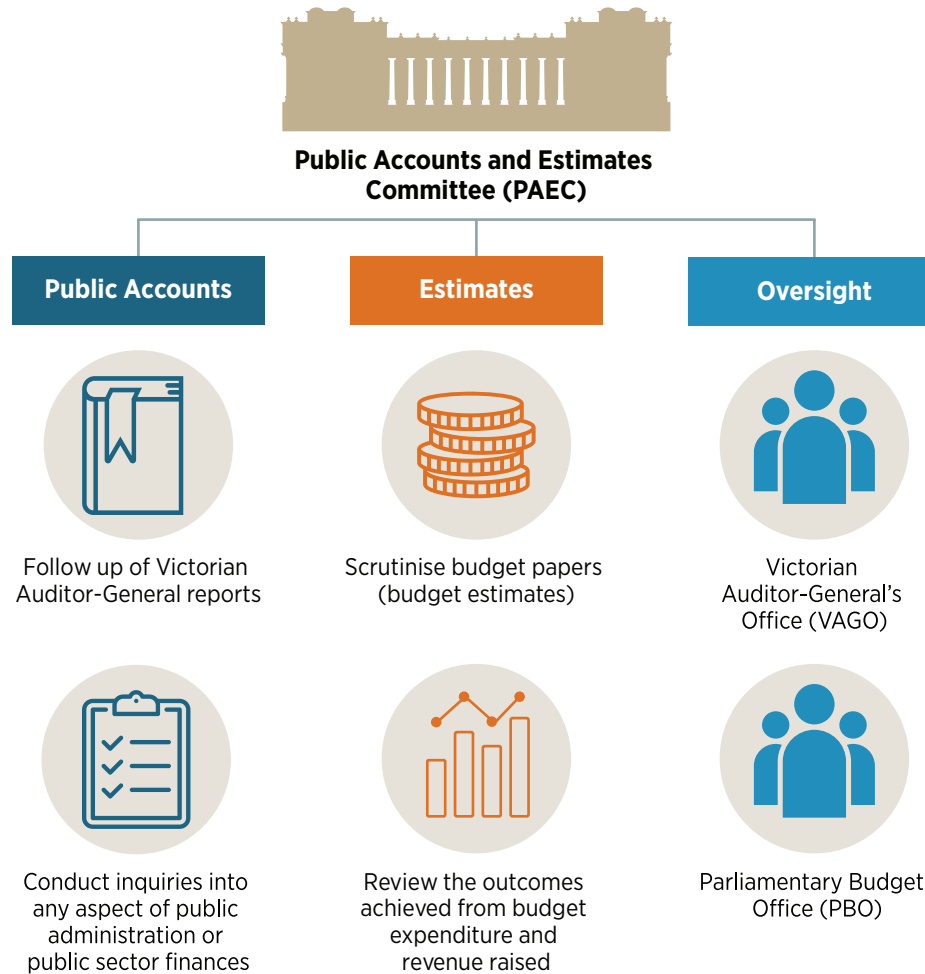 Public Accounts and Estimates
Committee (PAEC)
Public Accounts
Estimates
Oversight
Follow up of Victorian
Auditor-General reports
Scrutinise budget papers
(budget estimates)
Victorian
Auditor-General’s
Office (VAGO)
Conduct inquiries into
any aspect of public
administration or
public sector finances
Review the outcomes
achieved from budget
expenditure and
revenue raised
Parliamentary Budget
Office (PBO)